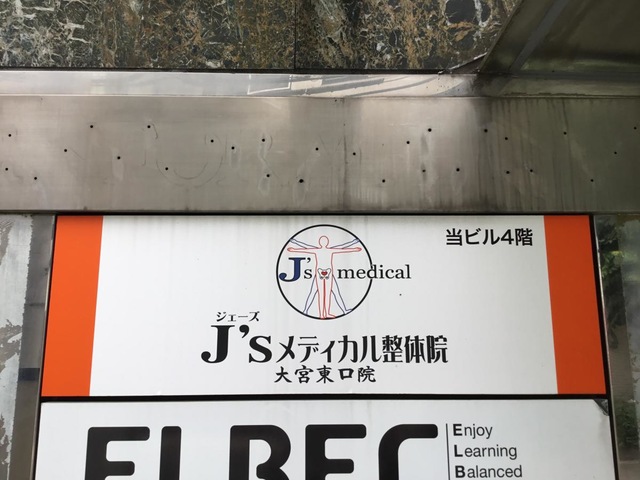 当ビル4階
J's medical
ジェーズ
J'sメディカル整体院
大宮東口院
ELBEC
Enjoy
Learning
Balanced